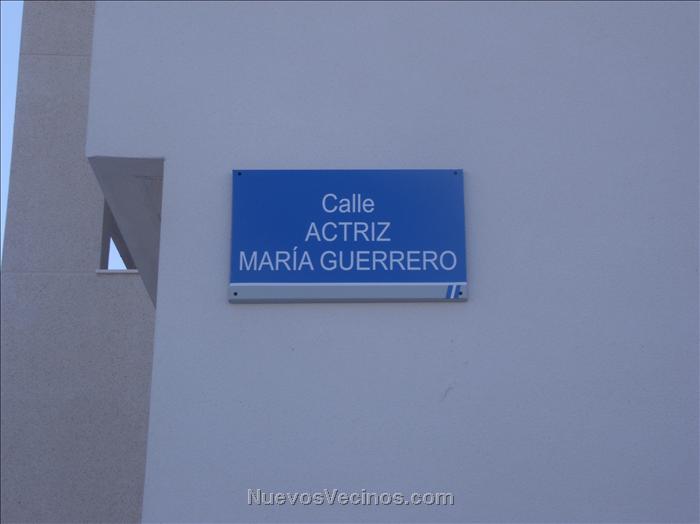 Calle
ACTRIZ
MARÍA GUERRERO
NuevosVecinos.com